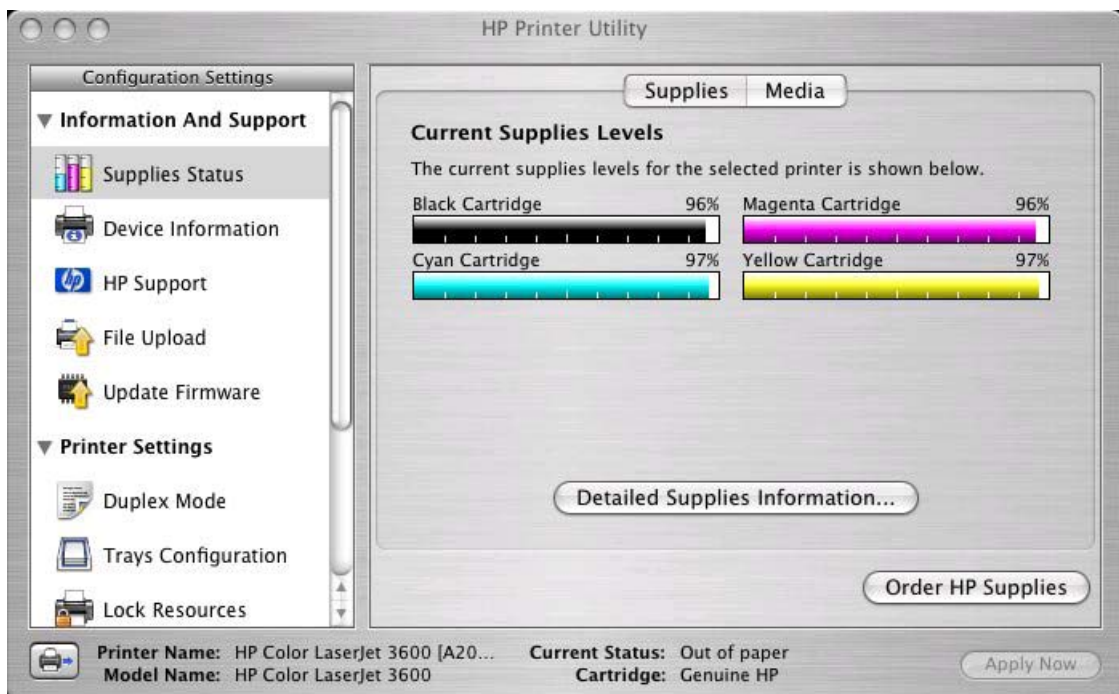 HP Printer Utility
Configuration Settings
Information And Support
Supplies Status
Device Information
hp
HP Support
File Upload
Update Firmware
Printer Settings
Duplex Mode
Trays Configuration
Lock Resources
Supplies Media
Current Supplies Levels
The current supplies levels for the selected printer is shown below.
Black Cartridge 96% Magenta Cartridge 96%
Cyan Cartridge 97% Yellow Cartridge 97%
Detailed Supplies Information...
Order HP Supplies
Printer Name: HP Color LaserJet 3600 [A20... Current Status: Out of paper
Model Name: HP Color LaserJet 3600 Cartridge: Genuine HP
Apply Now